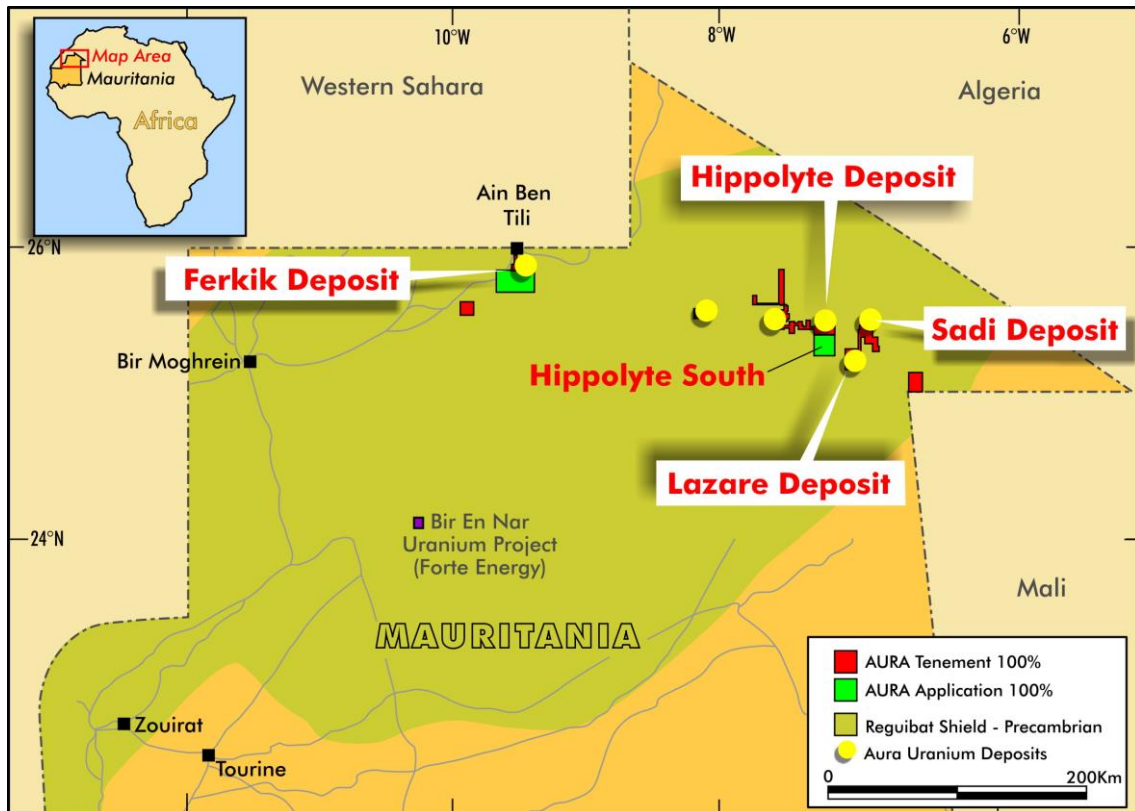 10°W
8°W
6°W
Map Area
Mauritania
Africa
Western Sahara
Algeria
Hippolyte Deposit
Ain Ben
Tili
26°N
26°N
Ferkik Deposit
Sadi Deposit
Bir Moghrein
Hippolyte South
Lazare Deposit
Bir En Nar
Uranium Project
(Forte Energy)
24°N
24°N
Mali
MAURITANIA
AURA Tenement 100%
AURA Application 100%
Reguibat Shield - Precambrian
Aura Uranium Deposits
0
200Km
Zouirat
Tourine